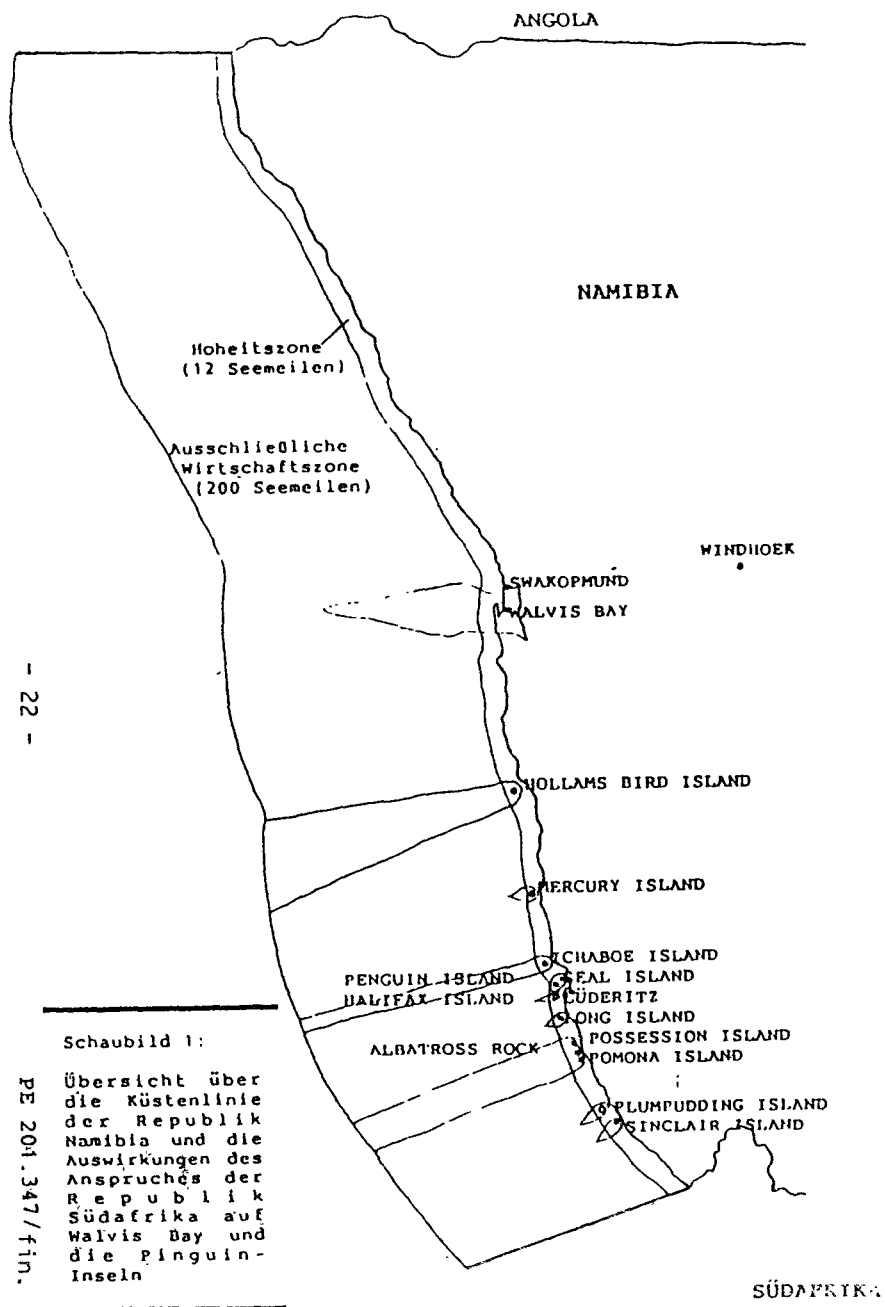 ANGOLA
NAMIBIA
Hoheitszone
(12 Seemeilen)
Ausschließliche
Wirtschaftszone
(200 Seemeilen)
WINDHOEK
SWAKOPMUND
WALVIS BAY
- 22 -
HOLLAMS BIRD ISLAND
MERCURY ISLAND
ICHABOE ISLAND
PENGUIN ISLAND
SEAL ISLAND
HALIFAX ISLAND
LÜDERITZ
LONG ISLAND
POSSESSION ISLAND
ALBATROSS ROCK
POMONA ISLAND
PLUMPUDDING ISLAND
SINCLAIR ISLAND
Schaubild 1:
Übersicht über
die Küstenlinie
der Republik
Namibia und die
Auswirkungen des
Anspruches der
Republik
Südafrika auf
Walvis Bay und
die Pinguin-
Inseln
PE 201.347/fin.
SÜDAFRIKA